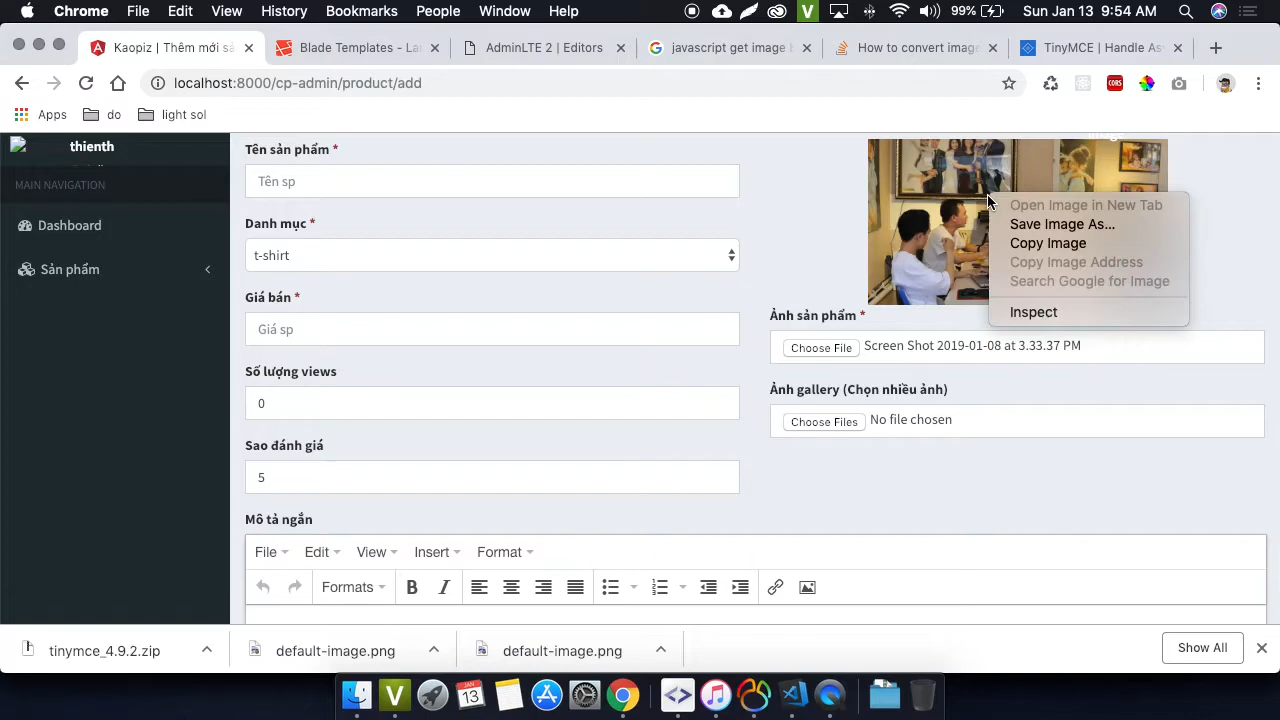 Chrome File Edit View History Bookmarks People Window Help 99% Sun Jan 13 9:54 AM
Kaopiz | Thêm mới sả Blade Templates - La AdminLTE 2 | Editors javascript get image b How to convert imag TinyMCE | Handle As
localhost:8000/cp-admin/product/add
Apps do light sol
thienth
MAIN NAVIGATION
Dashboard
Sản phẩm
Tên sản phẩm *
Tên sp
Danh mục *
t-shirt
Giá bán *
Giá sp
Số lượng views
0
Sao đánh giá
5
Open Image in New Tab
Save Image As...
Copy Image
Copy Image Address
Search Google for Image
Inspect
Ảnh sản phẩm *
Choose File Screen Shot 2019-01-08 at 3.33.37 PM
Ảnh gallery (Chọn nhiều ảnh)
Choose Files No file chosen
Mô tả ngắn
File Edit View Insert Format
Formats B I
tinymce_4.9.2.zip default-image.png default-image.png Show All